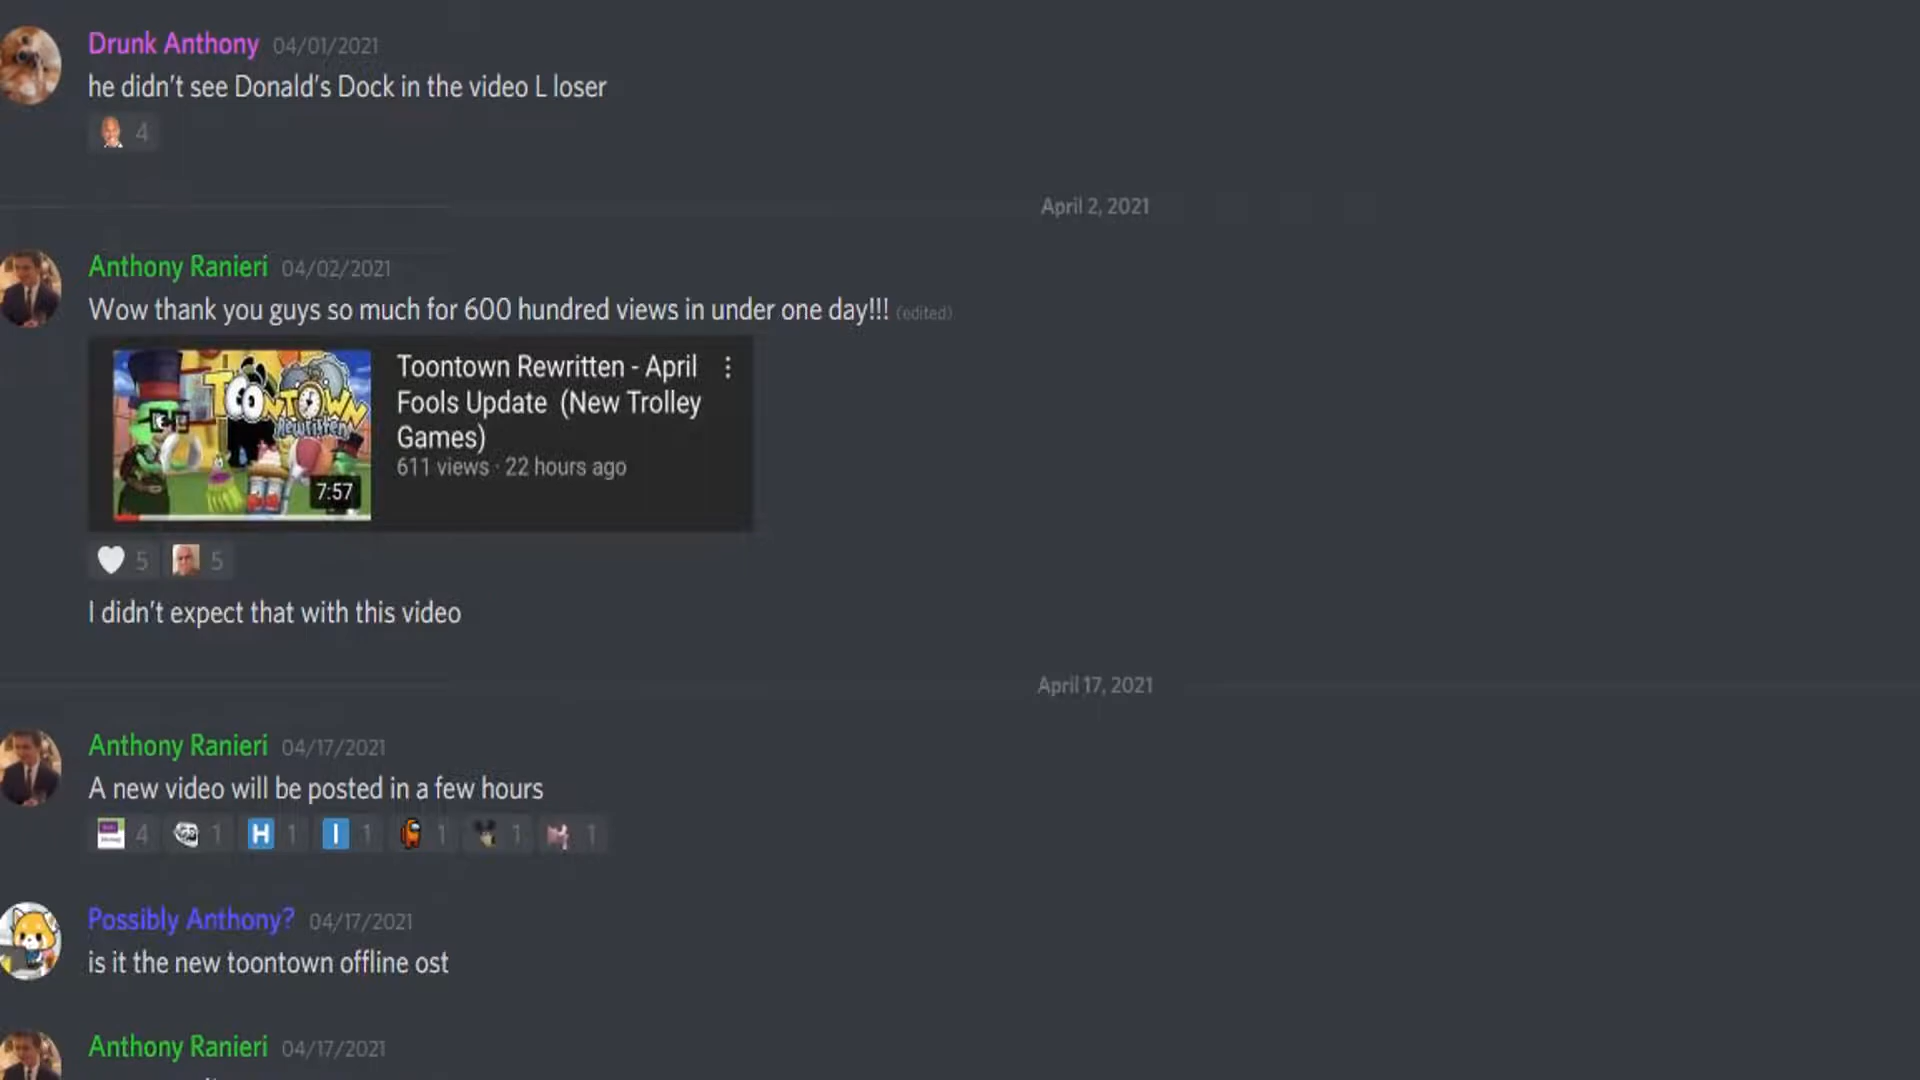 Drunk Anthony 04/01/2021
he didn't see Donald's Dock in the video L loser
4
April 2, 2021
Anthony Ranieri 04/02/2021
Wow thank you guys so much for 600 hundred views in under one day!!! (edited)
TOONTOWN
Rewritten
7:57
Toontown Rewritten - April
Fools Update (New Trolley
Games)
611 views · 22 hours ago
5 5
I didn't expect that with this video
April 17, 2021
Anthony Ranieri 04/17/2021
A new video will be posted in a few hours
4 1 H 1 I 1 1 1 1
Possibly Anthony? 04/17/2021
is it the new toontown offline ost
Anthony Ranieri 04/17/2021